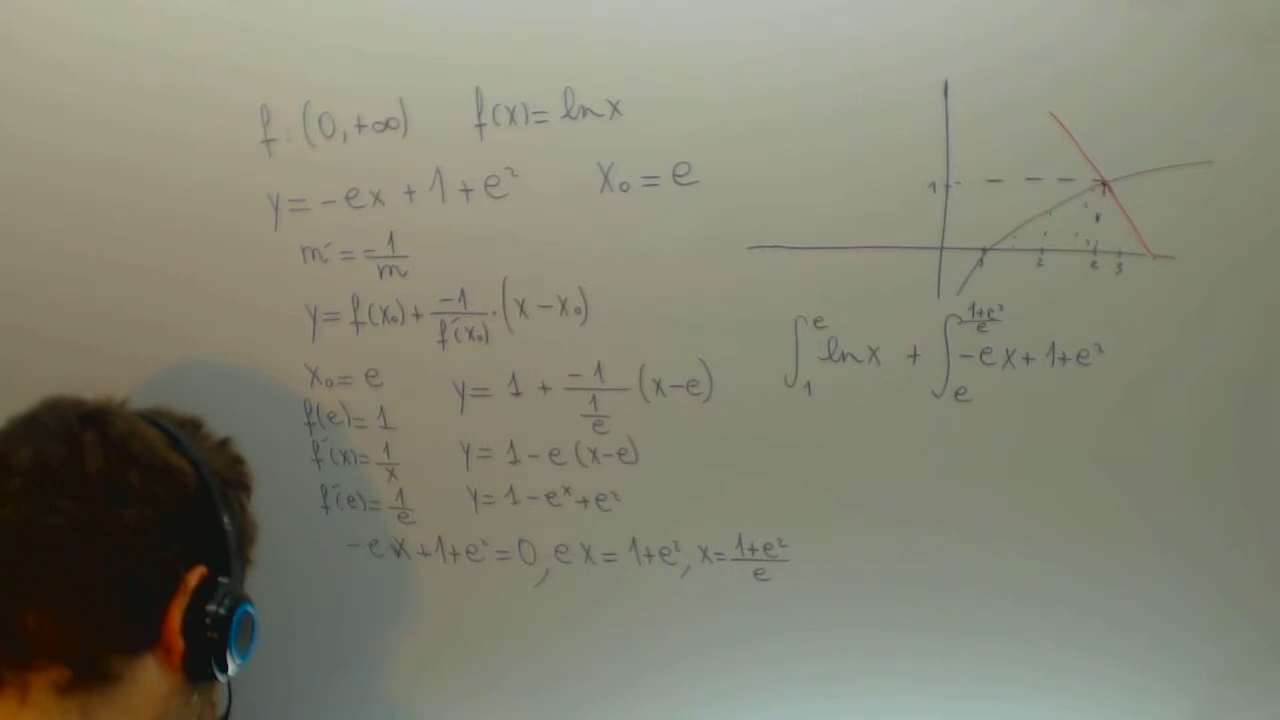 f: (0,+∞)    f(x)= ln x
y= -ex + 1 + e²    x₀ = e
m' = -1/m
y= f(x₀) + -1/f'(x₀) · (x - x₀)
x₀ = e    y= 1 + -1/(1/e) (x-e)
f(e)= 1
f'(x)= 1/x    y= 1 - e (x-e)
f'(e)= 1/e    y= 1 - eˣ + e²
-ex+1+e² = 0, ex = 1+e², x= (1+e²)/e
1
1 2 e 3
∫₁ᵉ ln x + ∫ₑ^((1+e²)/e) -ex + 1 + e²